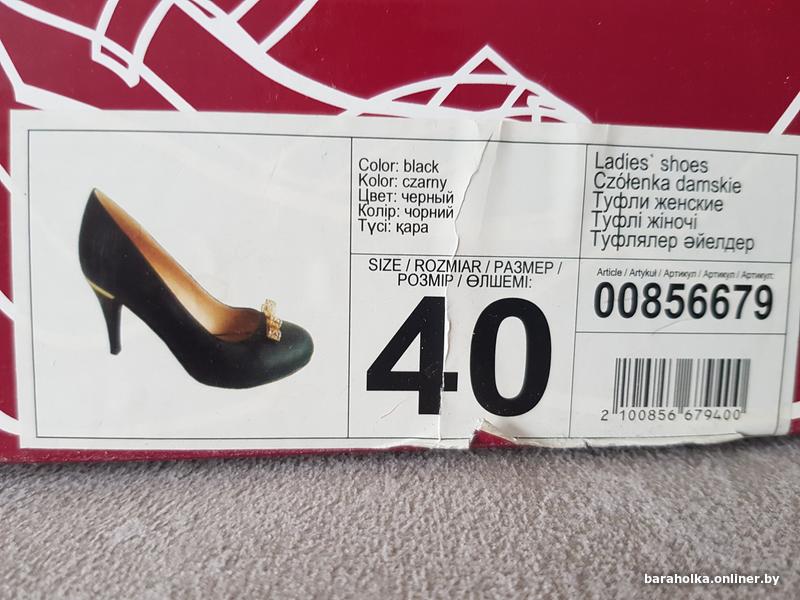 Color: black
Kolor: czarny
Цвет: черный
Колір: чорний
Түсі: қара
SIZE / ROZMIAR / РАЗМЕР /
РОЗМІР / ӨЛШЕМІ:
40
Ladies' shoes
Czółenka damskie
Туфли женские
Туфлі жіночі
Туфлялер әйелдер
Article / Artykuł / Артикул / Артикул / Артикул:
00856679
2 100856 679400
baraholka.onliner.by